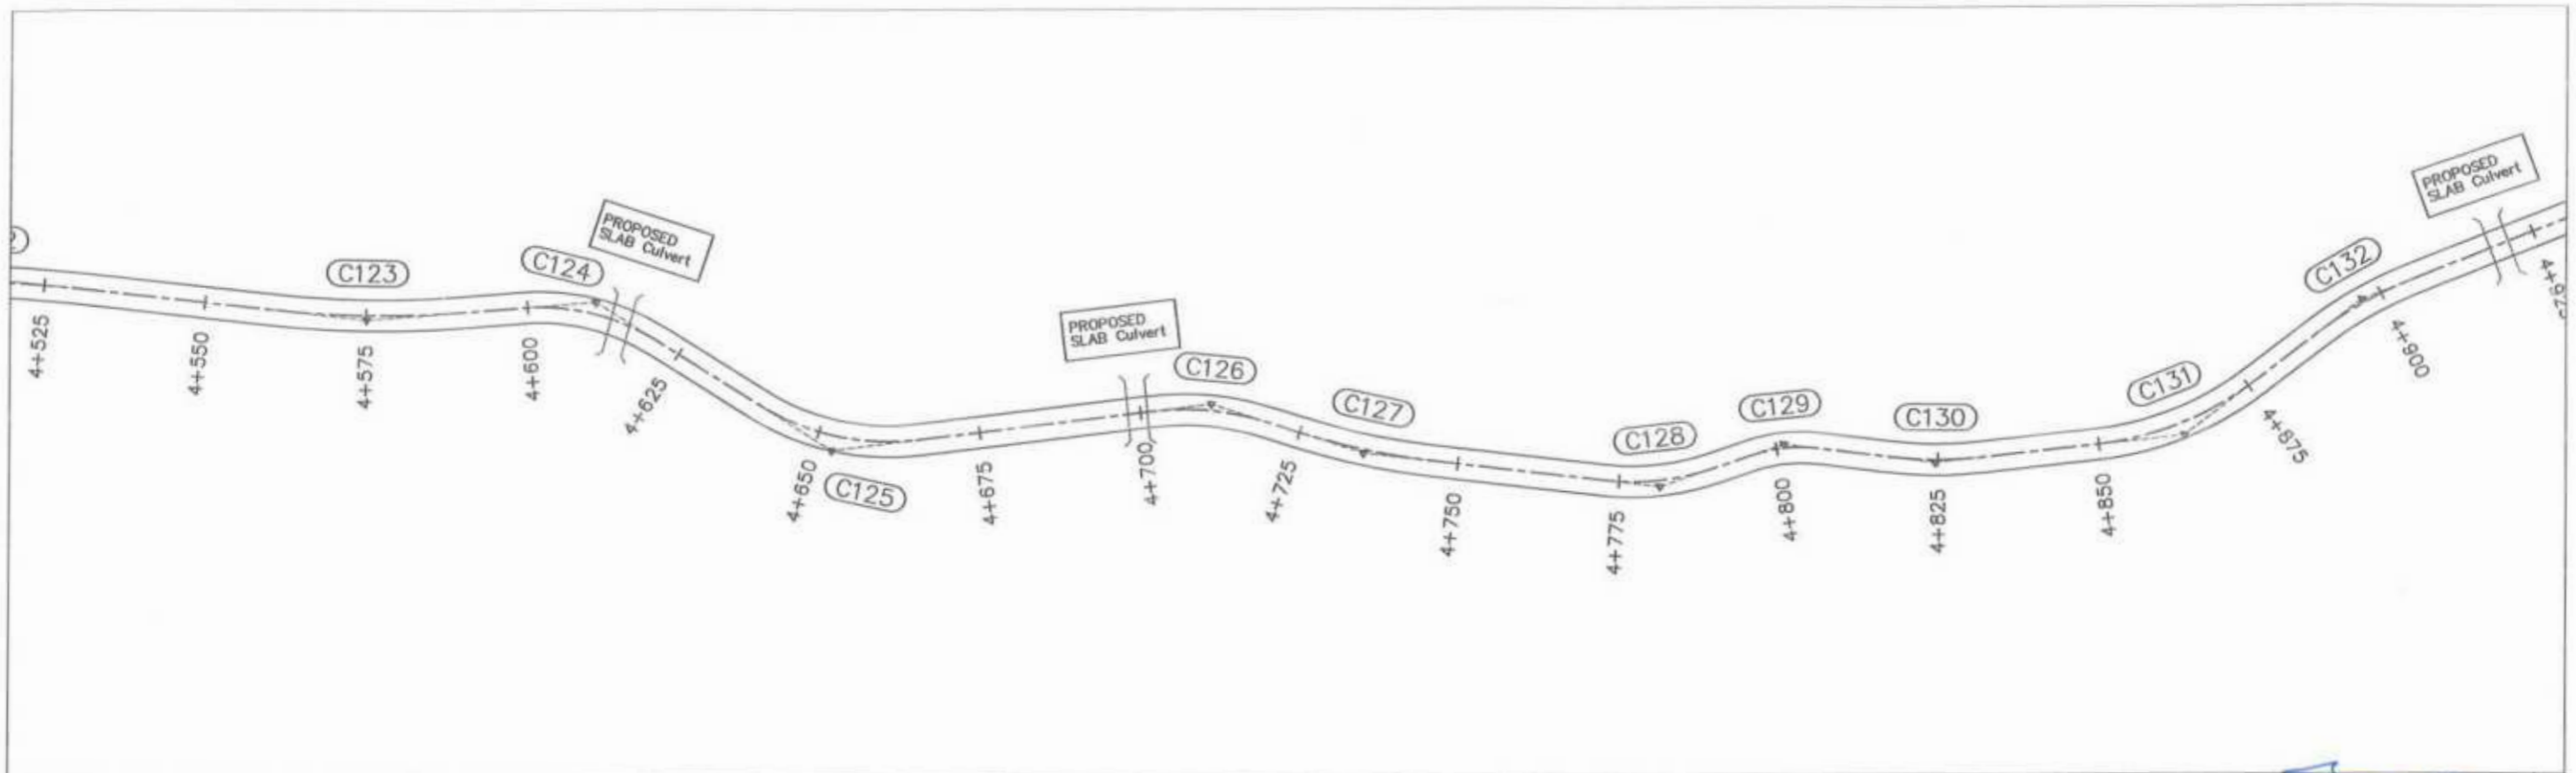 C123
C124
PROPOSED
SLAB Culvert
C125
PROPOSED
SLAB Culvert
C126
C127
C128
C129
C130
C131
C132
PROPOSED
SLAB Culvert
4+525
4+550
4+575
4+600
4+625
4+650
4+675
4+700
4+725
4+750
4+775
4+800
4+825
4+850
4+875
4+900